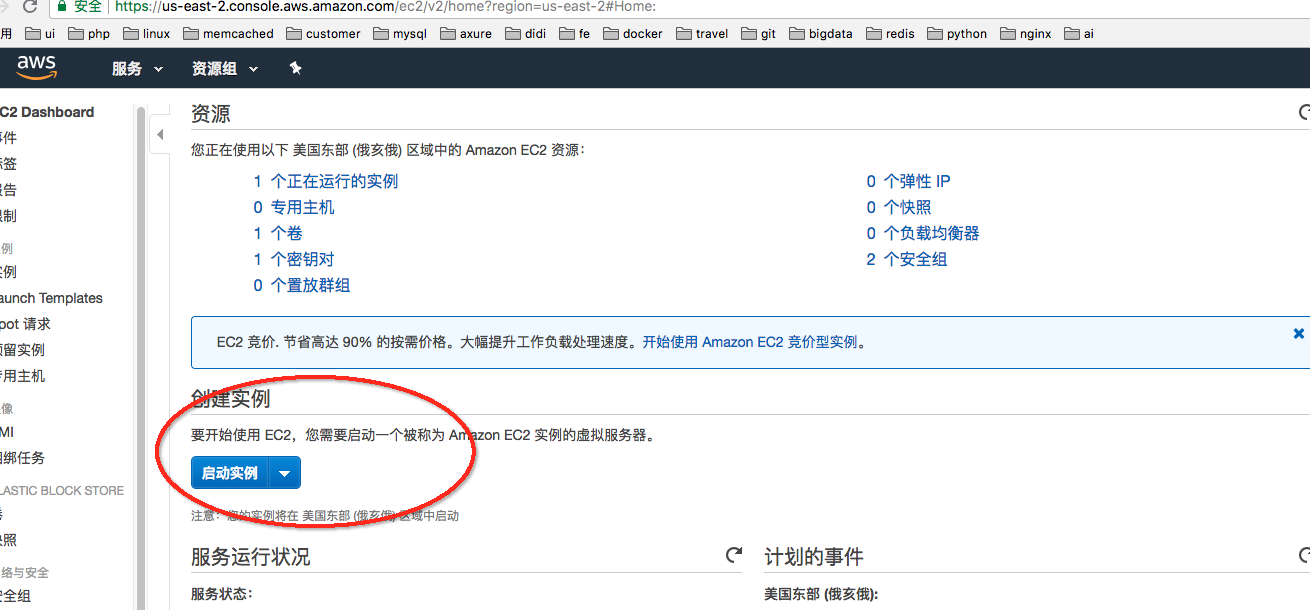 安全 https://us-east-2.console.aws.amazon.com/ec2/v2/home?region=us-east-2#Home:
用 ui php linux memcached customer mysql axure didi fe docker travel git bigdata redis python nginx ai
aws 服务 资源组
C2 Dashboard
件
签
报告
限制
例
实例
aunch Templates
pot 请求
预留实例
专用主机
像
MI
捆绑任务
LASTIC BLOCK STORE
卷
快照
络与安全
安全组
资源
您正在使用以下 美国东部 (俄亥俄) 区域中的 Amazon EC2 资源：
1 个正在运行的实例
0 专用主机
1 个卷
1 个密钥对
0 个置放群组
0 个弹性 IP
0 个快照
0 个负载均衡器
2 个安全组
EC2 竞价. 节省高达 90% 的按需价格。大幅提升工作负载处理速度。开始使用 Amazon EC2 竞价型实例。
创建实例
要开始使用 EC2，您需要启动一个被称为 Amazon EC2 实例的虚拟服务器。
启动实例
注意：您的实例将在 美国东部 (俄亥俄) 区域中启动
服务运行状况
服务状态：
计划的事件
美国东部 (俄亥俄):